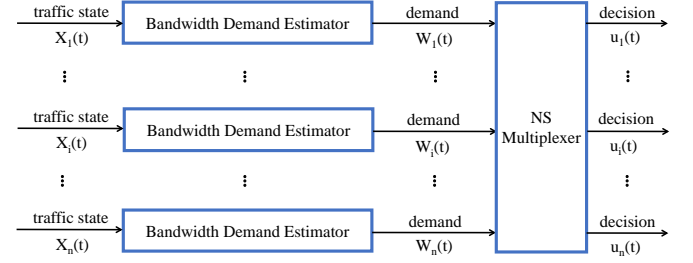 traffic state Bandwidth Demand Estimator demand decision
X₁(t) W₁(t) u₁(t)
traffic state Bandwidth Demand Estimator demand NS Multiplexer decision
Xᵢ(t) Wᵢ(t) uᵢ(t)
traffic state Bandwidth Demand Estimator demand decision
Xₙ(t) Wₙ(t) uₙ(t)